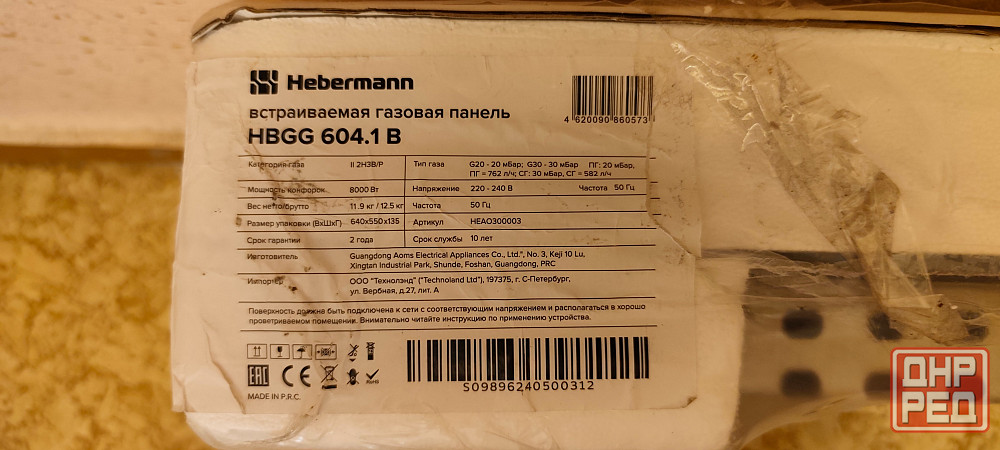 Hebermann
встраиваемая газовая панель
HBGG 604.1 B
4 620090 860573
Категория газа II 2H3B/P Тип газа G20 - 20 мБар; G30 - 30 мБар ПГ: 20 мБар,
ПГ = 762 л/ч; СГ: 30 мБар, СГ = 582 л/ч
Мощность конфорок 8000 Вт Напряжение 220 - 240 В Частота 50 Гц
Вес нетто/брутто 11.9 кг / 12.5 кг Частота 50 Гц
Размер упаковки (ВхШхГ) 640x550x135 Артикул HEAO300003
Срок гарантии 2 года Срок службы 10 лет
Изготовитель Guangdong Aoms Electrical Appliances Co., Ltd.", No. 3, Keji 10 Lu,
Xingtan Industrial Park, Shunde, Foshan, Guangdong, PRC
Импортер ООО "Технолэнд" ("Technoland Ltd"), 197375, г. С-Петербург,
ул. Вербная, д.27, лит. А
Поверхность должна быть подключена к сети с соответствующим напряжением и располагаться в хорошо
проветриваемом помещении. Внимательно читайте инструкцию по применению устройства.
EAC CE RoHS
MADE IN P.R.C.
S09896240500312
ДНР
РЕД